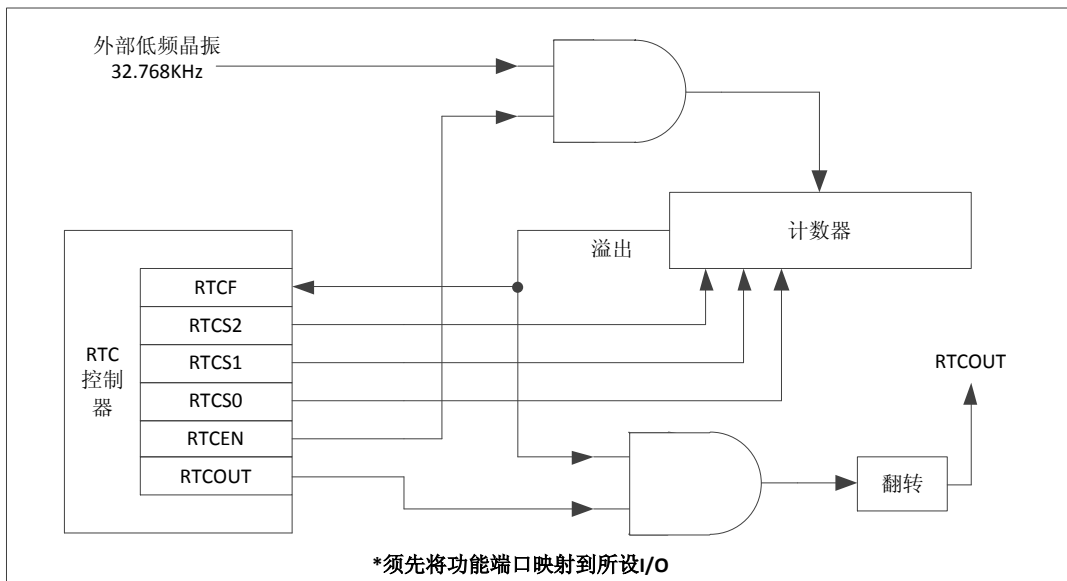 外部低频晶振
32.768KHz
计数器
溢出
RTC
控制
器
RTCF
RTCS2
RTCS1
RTCS0
RTCEN
RTCOUT
RTCOUT
翻转
*须先将功能端口映射到所设I/O